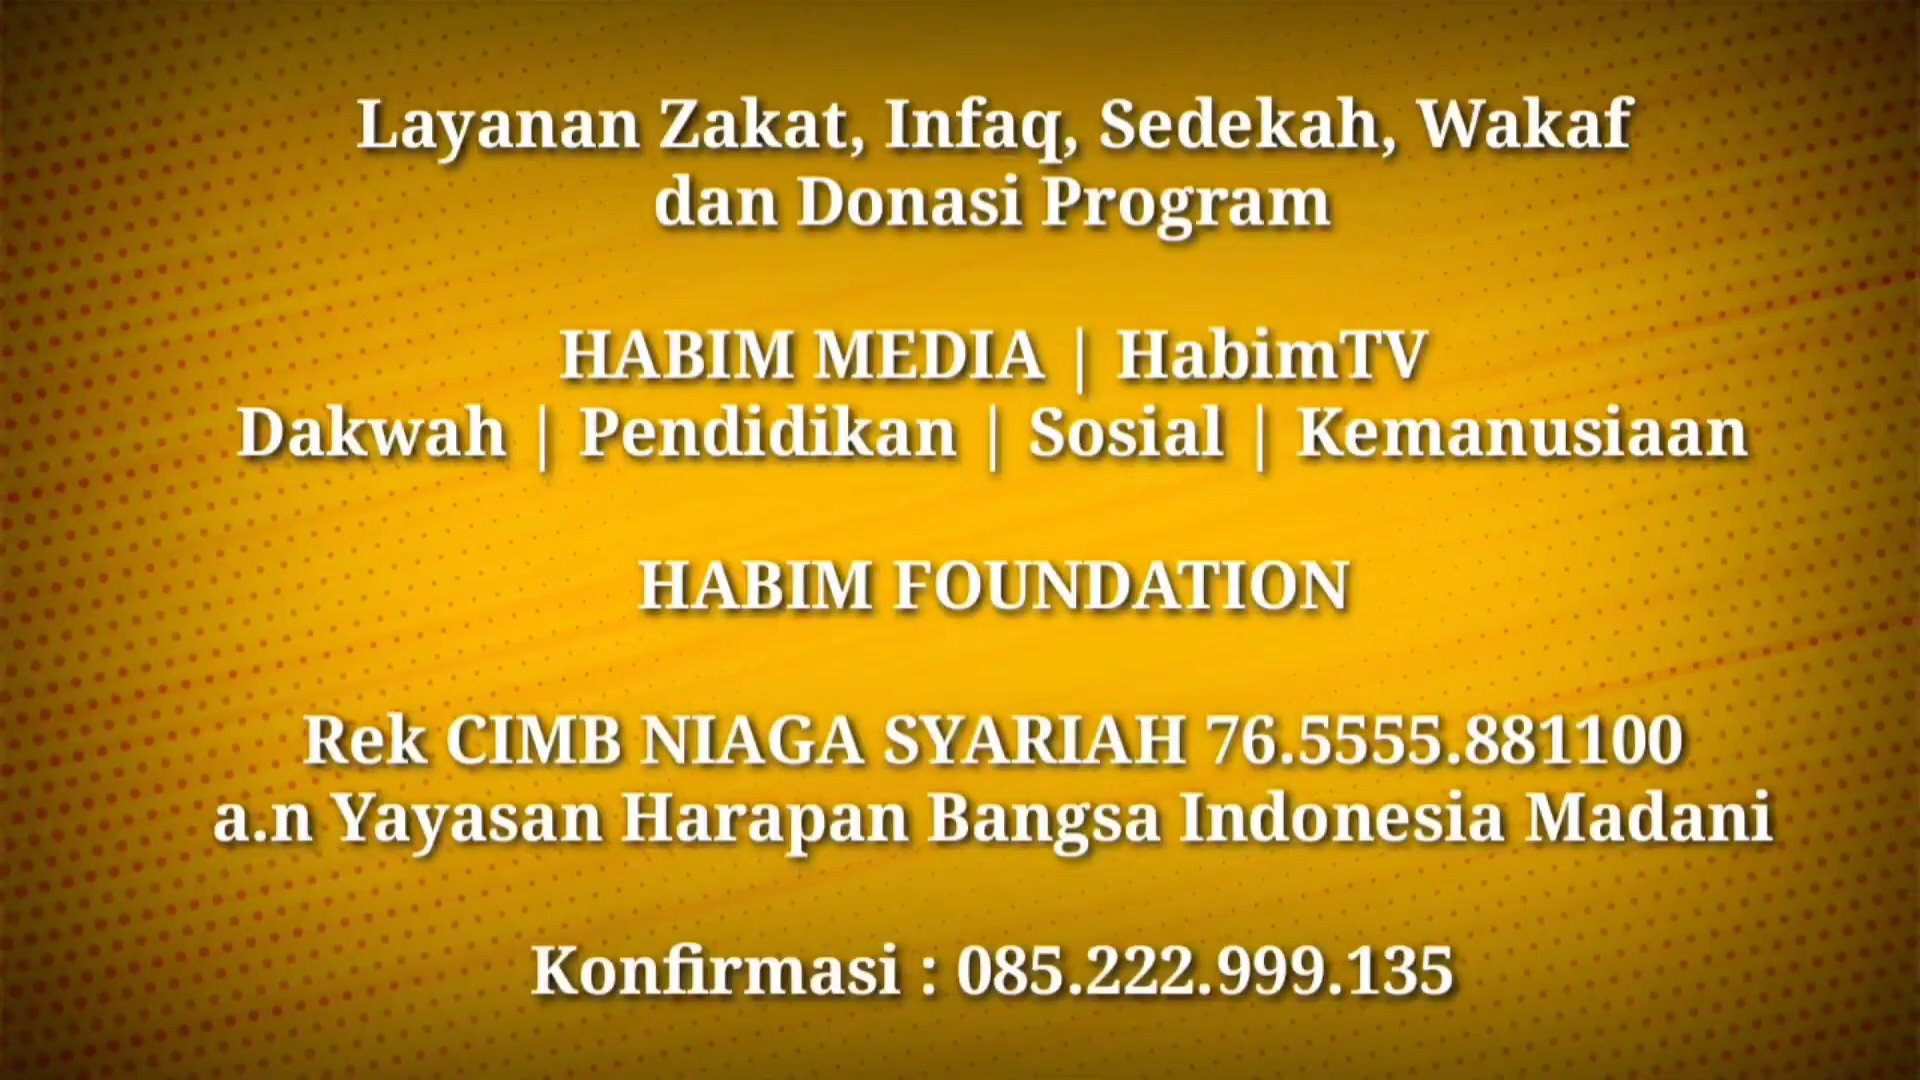 Layanan Zakat, Infaq, Sedekah, Wakaf
dan Donasi Program
HABIM MEDIA | HabimTV
Dakwah | Pendidikan | Sosial | Kemanusiaan
HABIM FOUNDATION
Rek CIMB NIAGA SYARIAH 76.5555.881100
a.n Yayasan Harapan Bangsa Indonesia Madani
Konfirmasi : 085.222.999.135